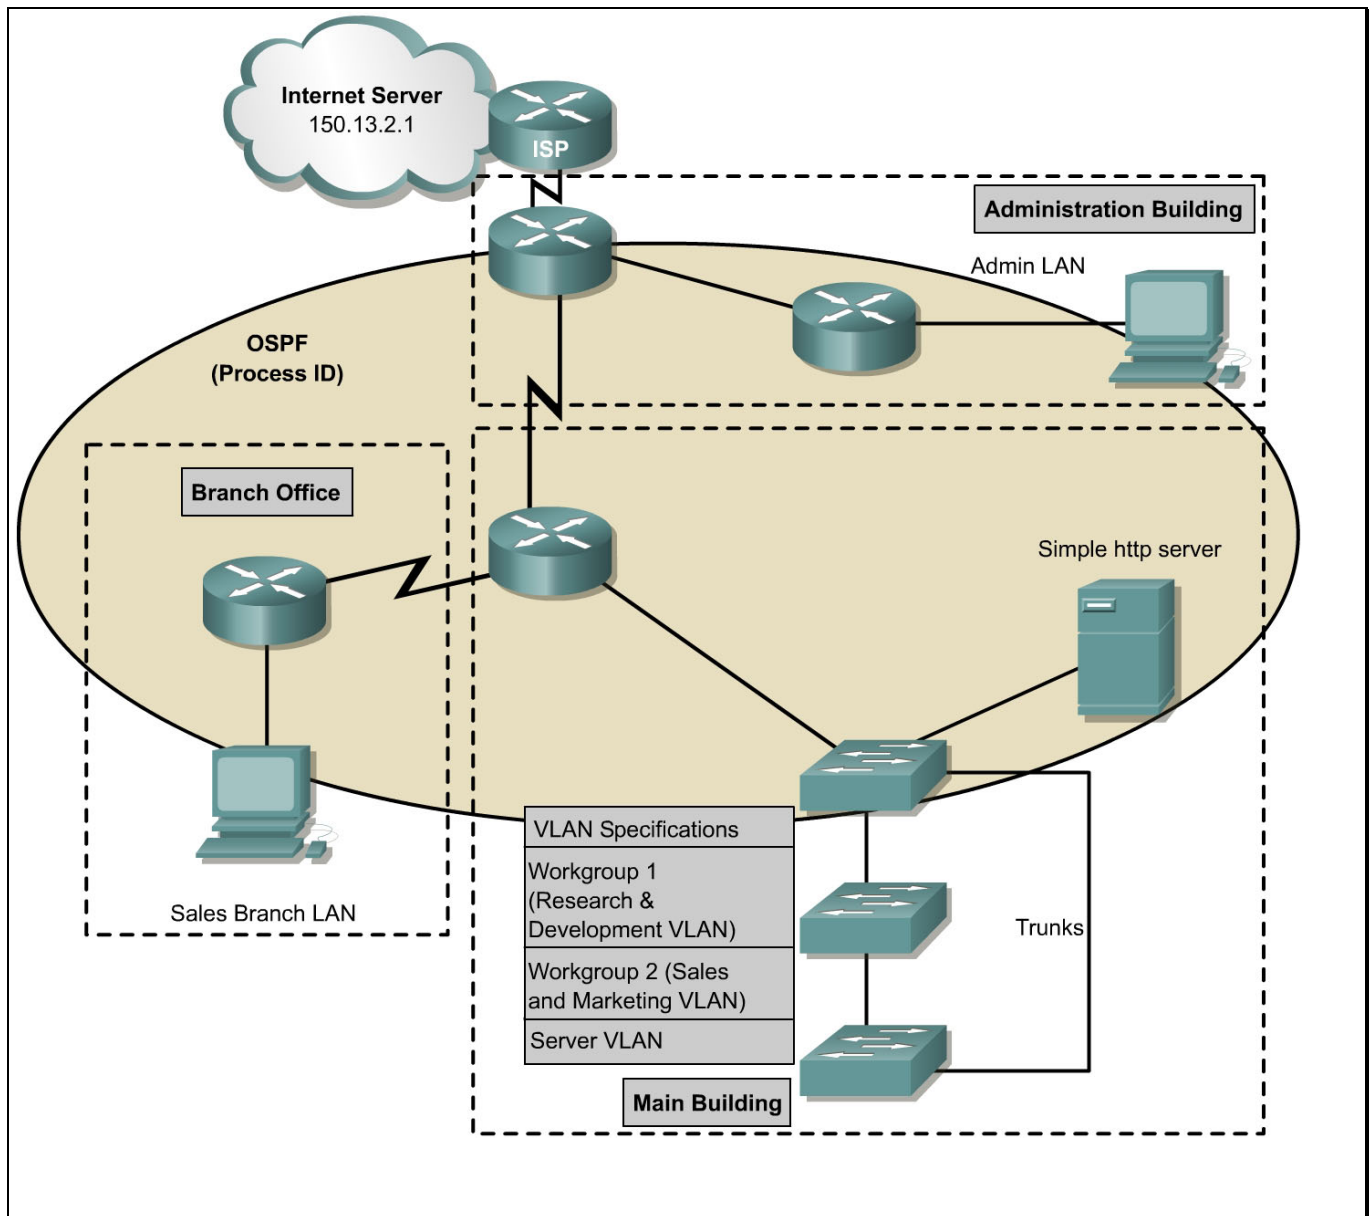 Internet Server
150.13.2.1
ISP
Administration Building
Admin LAN
OSPF
(Process ID)
Branch Office
Simple http server
VLAN Specifications
Workgroup 1
(Research &
Development VLAN)
Trunks
Workgroup 2 (Sales
and Marketing VLAN)
Server VLAN
Sales Branch LAN
Main Building